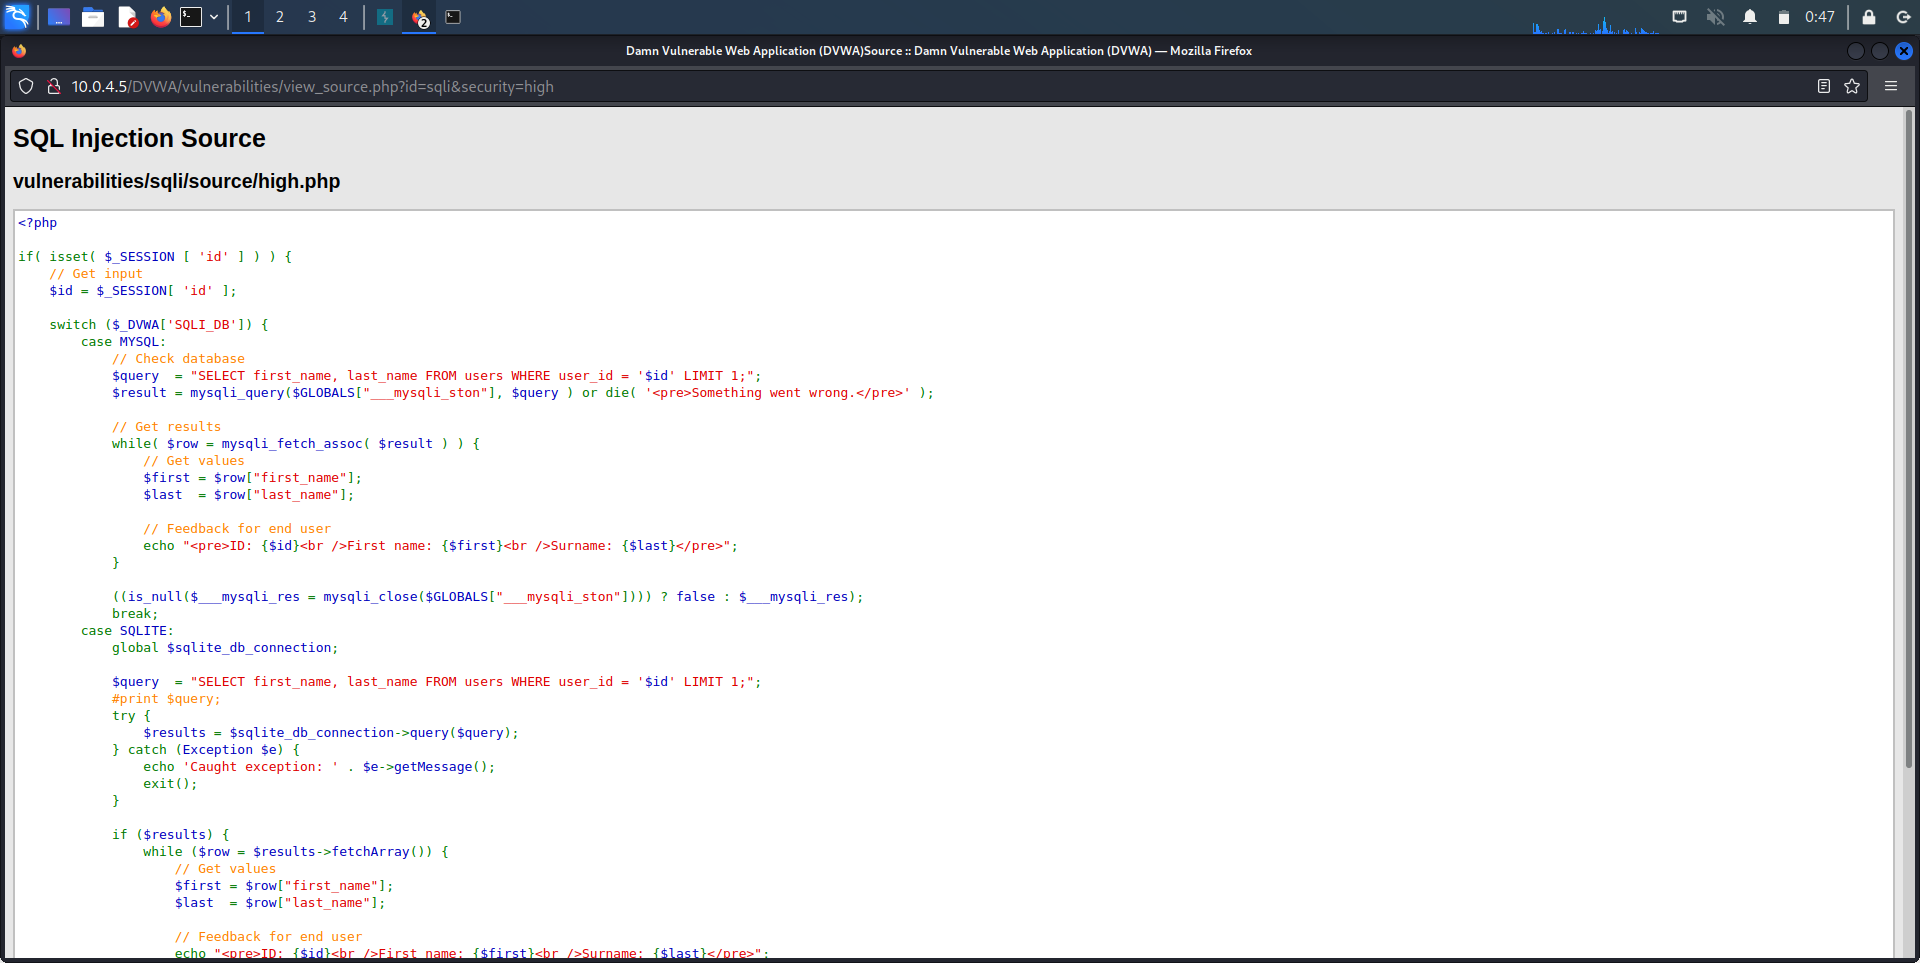 1 2 3 4 2 0:47
Damn Vulnerable Web Application (DVWA)Source :: Damn Vulnerable Web Application (DVWA) — Mozilla Firefox
10.0.4.5/DVWA/vulnerabilities/view_source.php?id=sqli&security=high
SQL Injection Source
vulnerabilities/sqli/source/high.php
<?php
if( isset( $_SESSION [ 'id' ] ) ) {
    // Get input
    $id = $_SESSION[ 'id' ];
    switch ($_DVWA['SQLI_DB']) {
        case MYSQL:
            // Check database
            $query  = "SELECT first_name, last_name FROM users WHERE user_id = '$id' LIMIT 1;";
            $result = mysqli_query($GLOBALS["___mysqli_ston"], $query ) or die( '<pre>Something went wrong.</pre>' );
            // Get results
            while( $row = mysqli_fetch_assoc( $result ) ) {
                // Get values
                $first = $row["first_name"];
                $last  = $row["last_name"];
                // Feedback for end user
                echo "<pre>ID: {$id}<br />First name: {$first}<br />Surname: {$last}</pre>";
            }
            ((is_null($___mysqli_res = mysqli_close($GLOBALS["___mysqli_ston"]))) ? false : $___mysqli_res);
            break;
        case SQLITE:
            global $sqlite_db_connection;
            $query  = "SELECT first_name, last_name FROM users WHERE user_id = '$id' LIMIT 1;";
            #print $query;
            try {
                $results = $sqlite_db_connection->query($query);
            } catch (Exception $e) {
                echo 'Caught exception: ' . $e->getMessage();
                exit();
            }
            if ($results) {
                while ($row = $results->fetchArray()) {
                    // Get values
                    $first = $row["first_name"];
                    $last  = $row["last_name"];
                    // Feedback for end user
                    echo "<pre>ID: {$id}<br />First name: {$first}<br />Surname: {$last}</pre>";